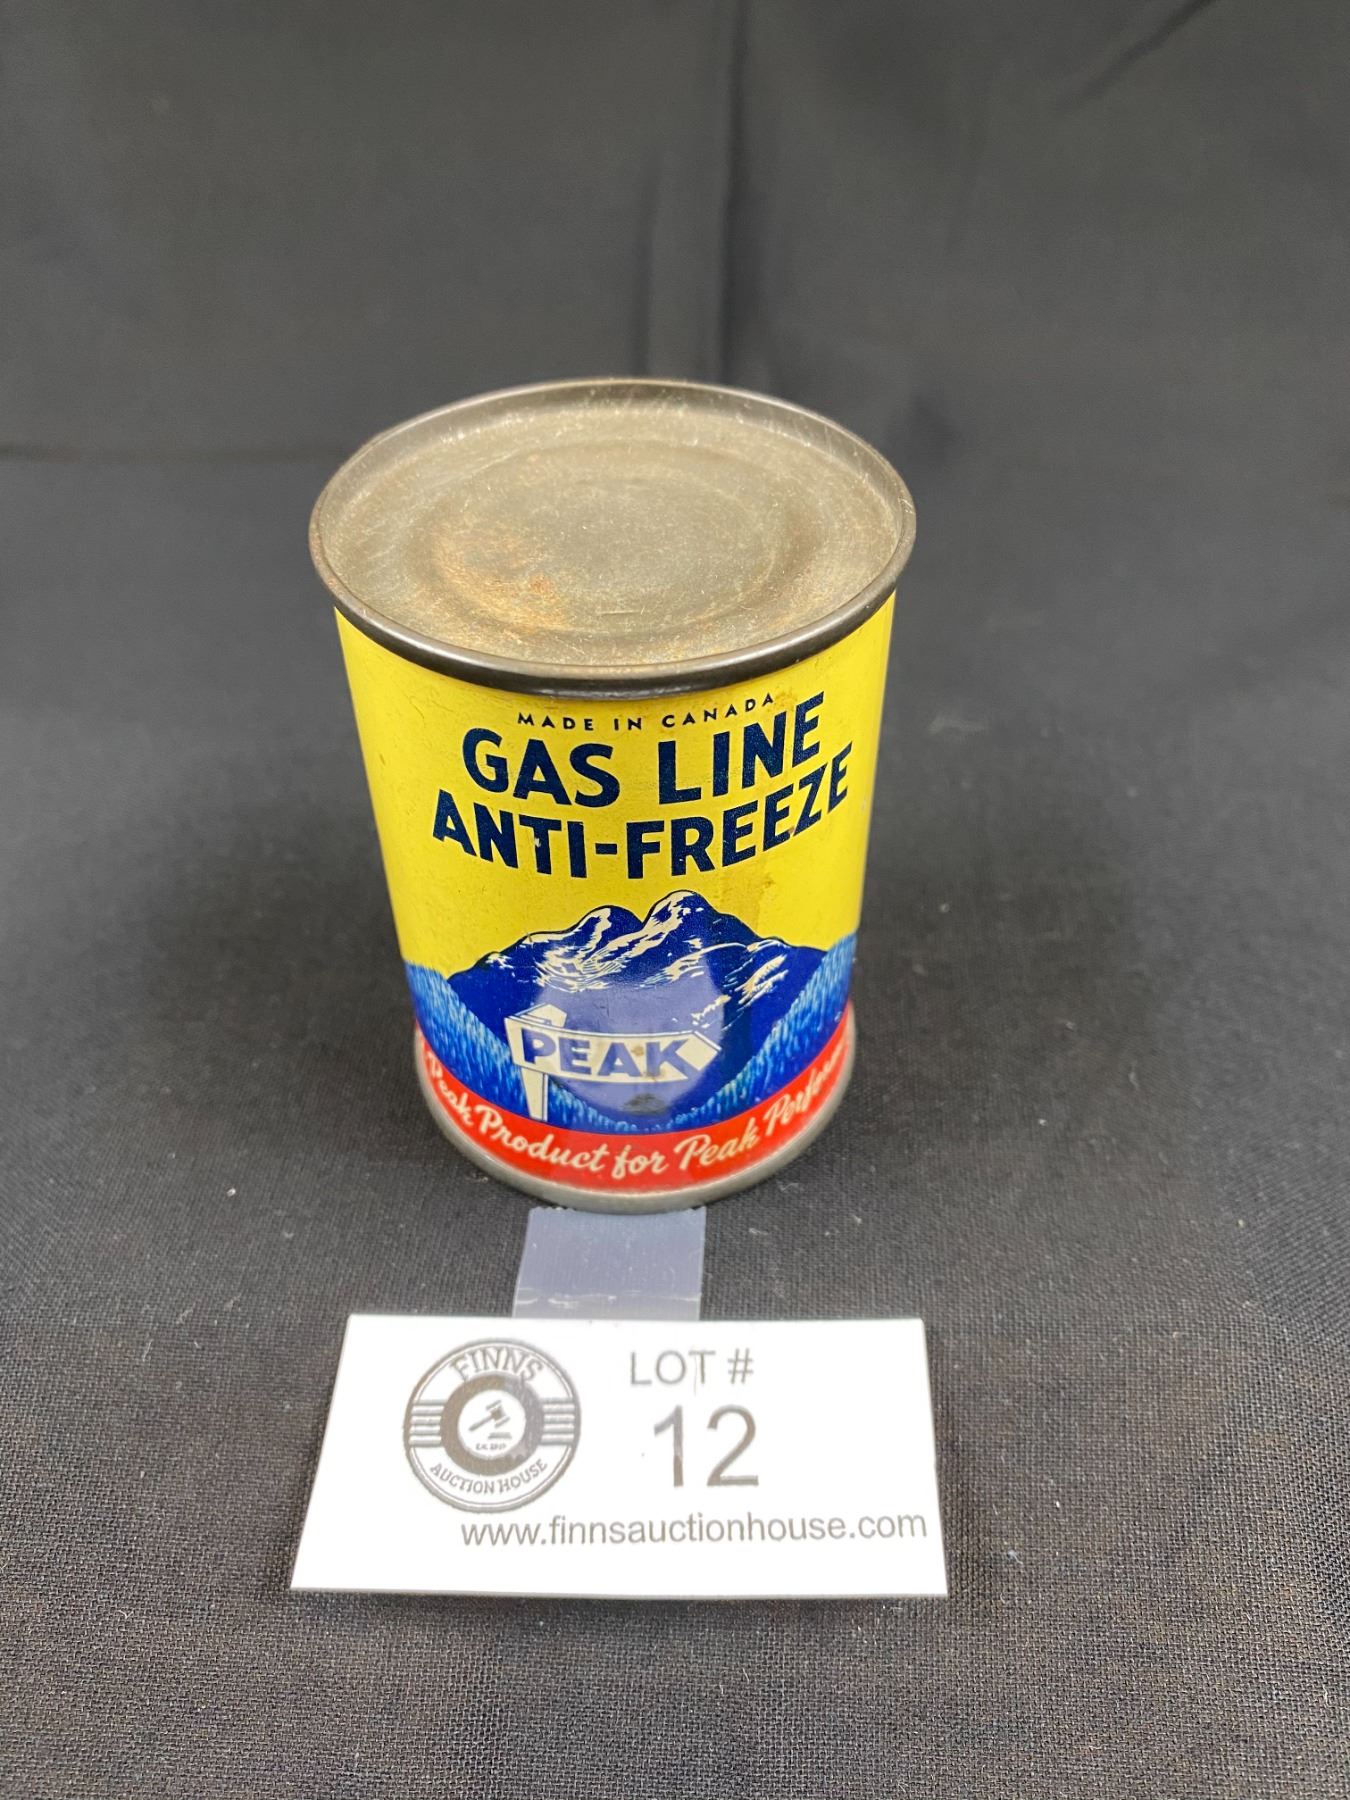 MADE IN CANADA
GAS LINE
ANTI-FREEZE
PEAK
Peak Product for Peak
FINNS
AUCTION HOUSE
LOT #
12
www.finnsauctionhouse.com